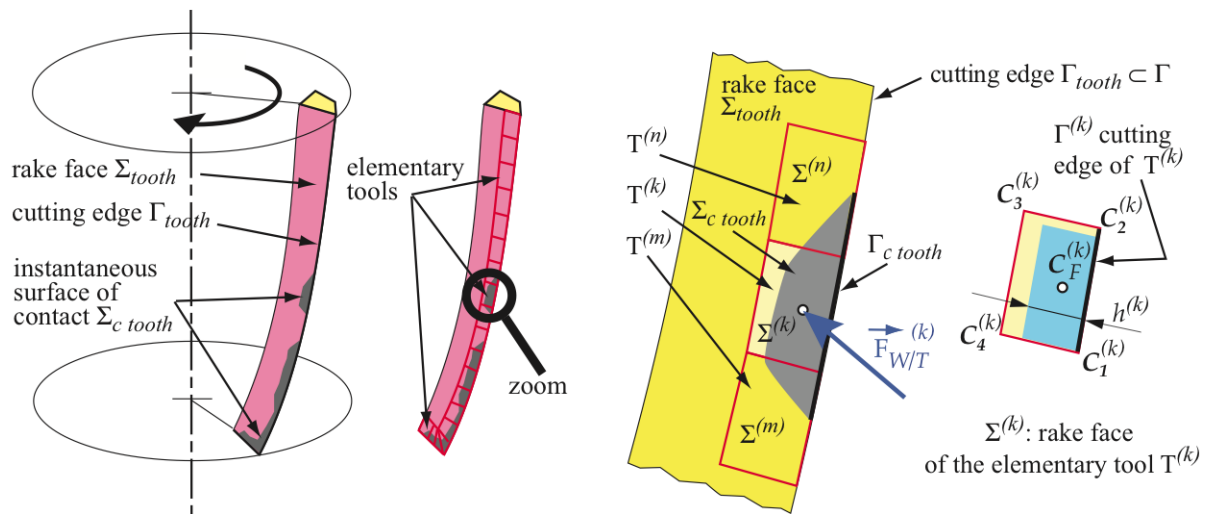 rake face Σtooth
cutting edge Γtooth
instantaneous
surface of
contact Σc tooth
elementary
tools
zoom
rake face
Σtooth
T(n)
T(k)
Σc tooth
T(m)
Σ(n)
Σ(k)
Σ(m)
Γc tooth
F W/T (k)
cutting edge Γtooth ⊂ Γ
Γ(k) cutting
edge of T(k)
C3(k)
C2(k)
CF(k)
C4(k)
C1(k)
h(k)
Σ(k): rake face
of the elementary tool T(k)